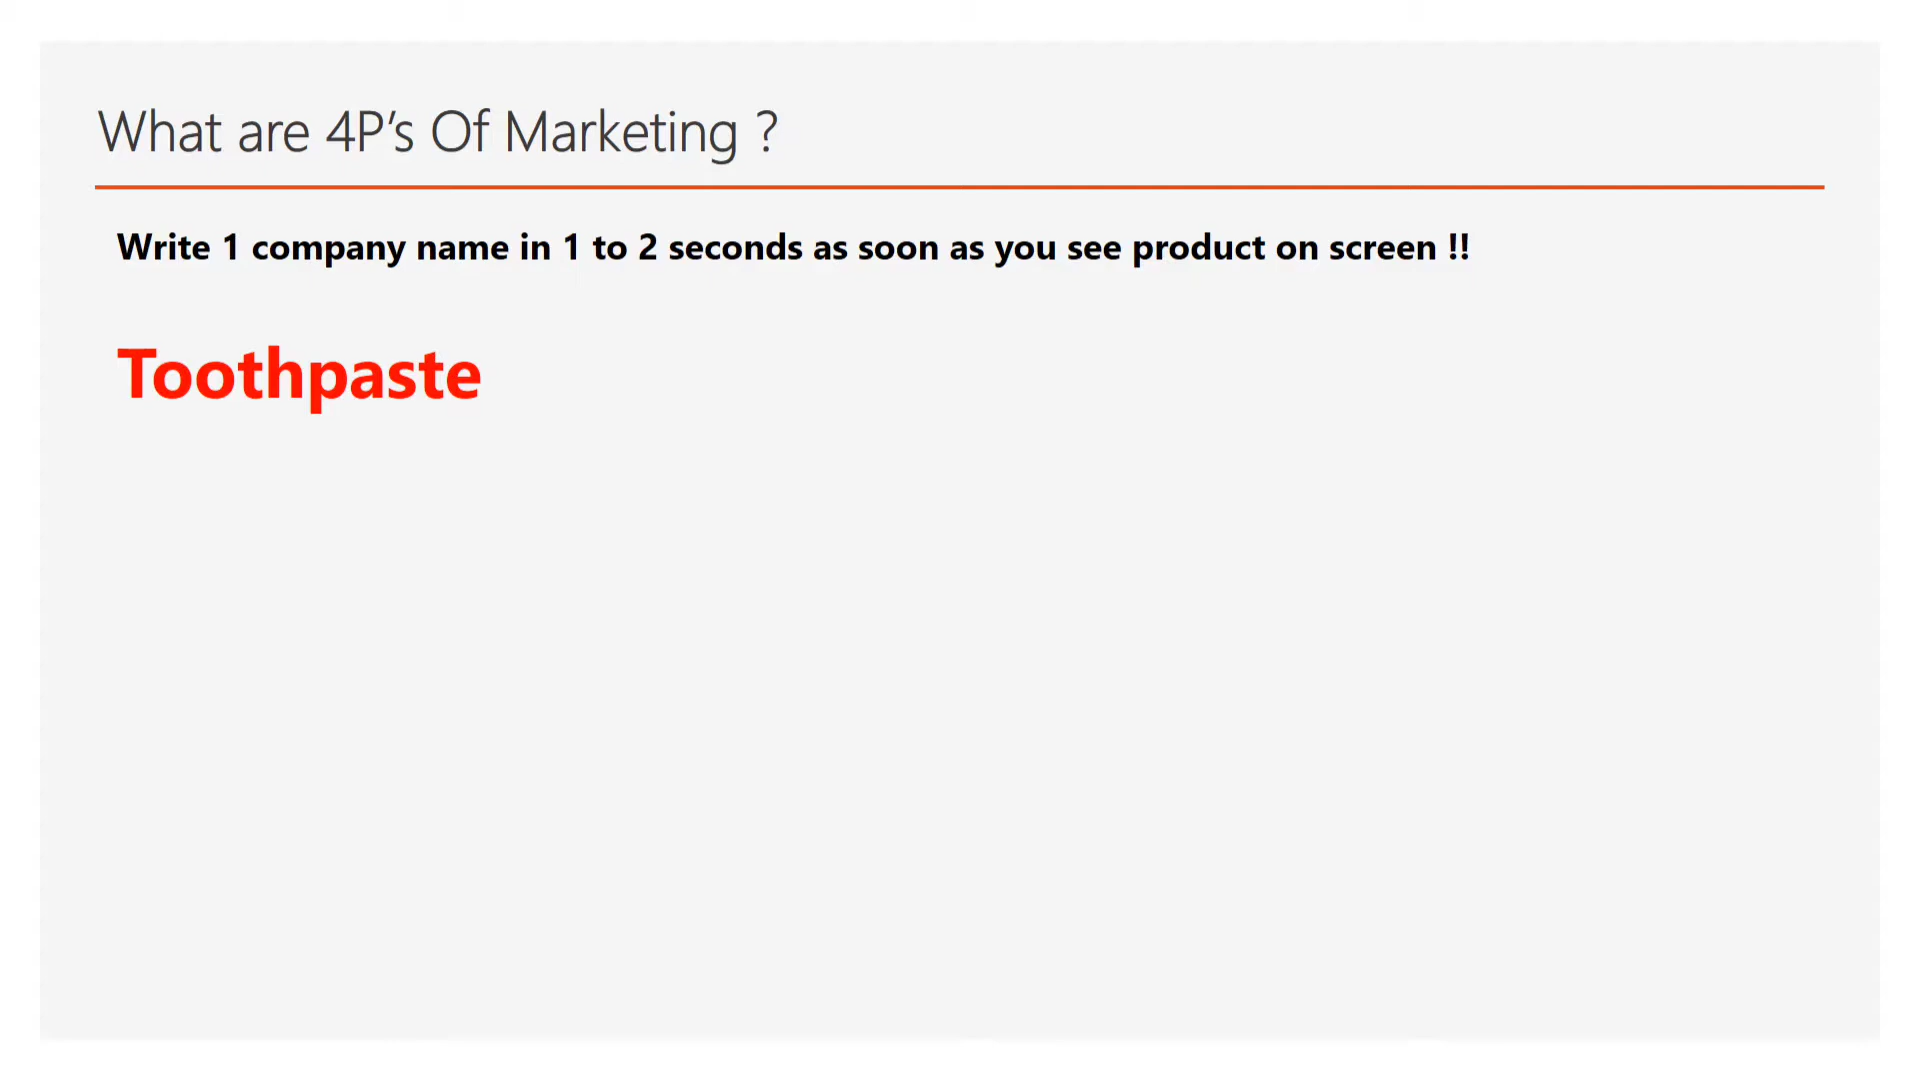 What are 4P’s Of Marketing ?
Write 1 company name in 1 to 2 seconds as soon as you see product on screen !!
Toothpaste